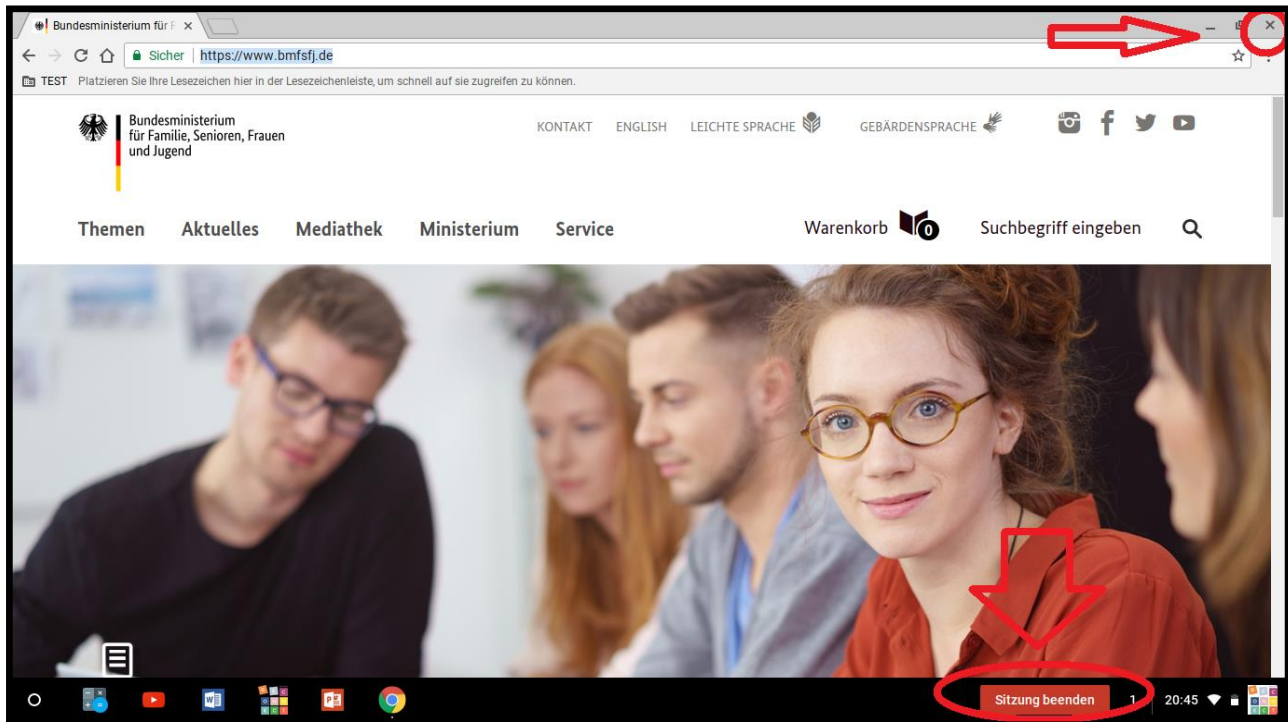 Bundesministerium für F
Sicher https://www.bmfsfj.de
TEST Platzieren Sie Ihre Lesezeichen hier in der Lesezeichenleiste, um schnell auf sie zugreifen zu können.
Bundesministerium
für Familie, Senioren, Frauen
und Jugend
KONTAKT ENGLISH LEICHTE SPRACHE GEBÄRDENSPRACHE
Themen Aktuelles Mediathek Ministerium Service Warenkorb 0 Suchbegriff eingeben
Sitzung beenden 1 20:45